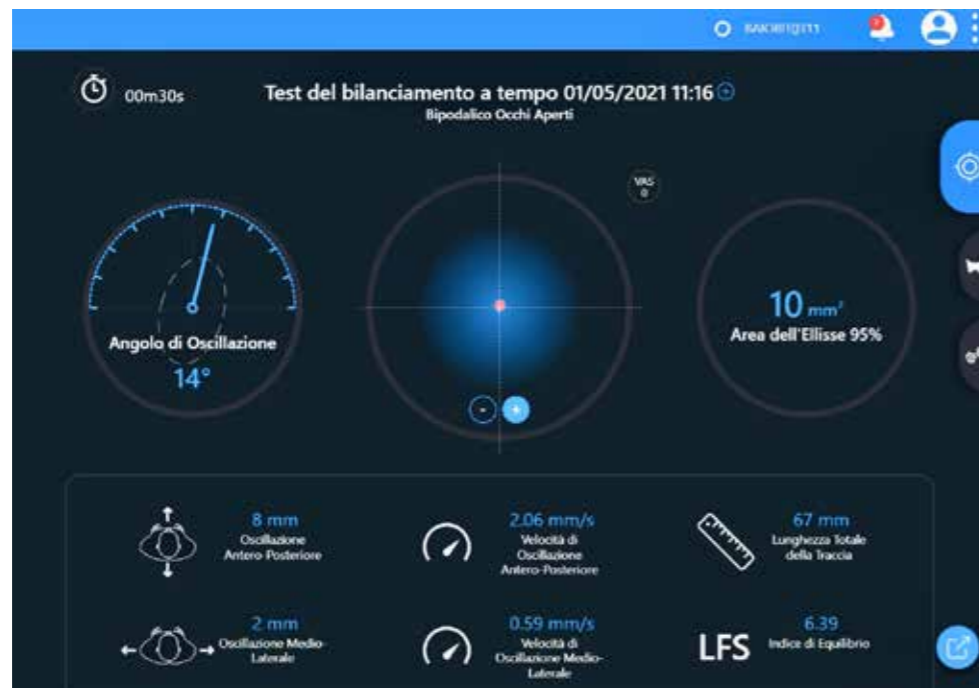 00m30s
Test del bilanciamento a tempo 01/05/2021 11:16
Bipodalico Occhi Aperti
VAS
0
Angolo di Oscillazione
14°
- +
10 mm²
Area dell'Ellisse 95%
8 mm
Oscillazione
Antero-Posteriore
2.06 mm/s
Velocità di
Oscillazione
Antero-Posteriore
67 mm
Lunghezza Totale
della Traccia
2 mm
Oscillazione Medio-
Laterale
0.59 mm/s
Velocità di
Oscillazione Medio-
Laterale
LFS
6.39
Indice di Equilibrio